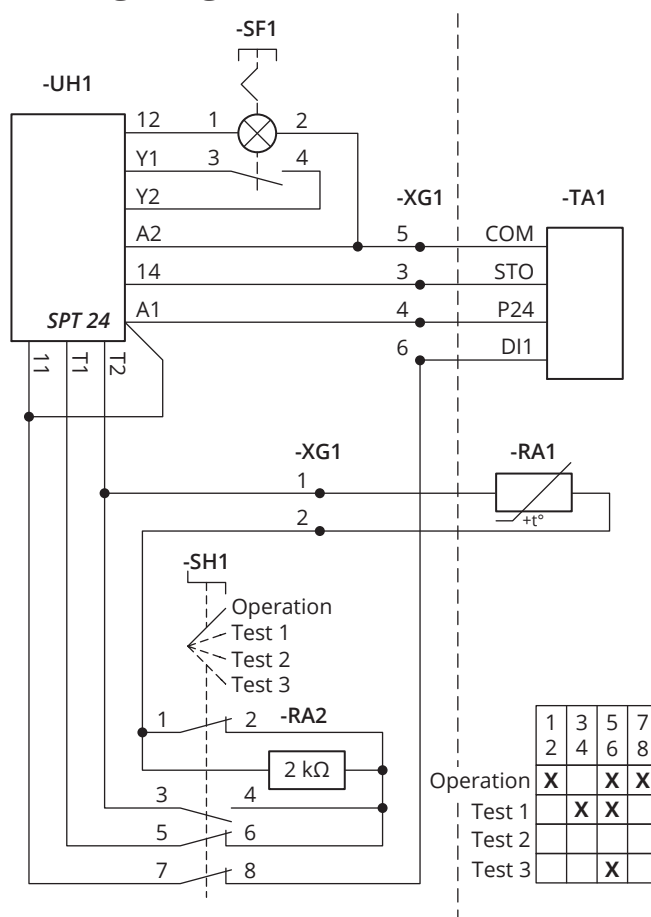 -SF1
-UH1
12 1 2
Y1 3 4
Y2
-XG1 -TA1
A2 5 COM
14 3 STO
SPT 24 A1 4 P24
11 T1 T2 6 DI1
-XG1 -RA1
1
2 +t°
-SH1
Operation
Test 1
Test 2
Test 3
1 2 -RA2
2 kΩ
3 4
5 6
7 8
1 3 5 7
2 4 6 8
Operation X X X
Test 1 X X
Test 2
Test 3 X